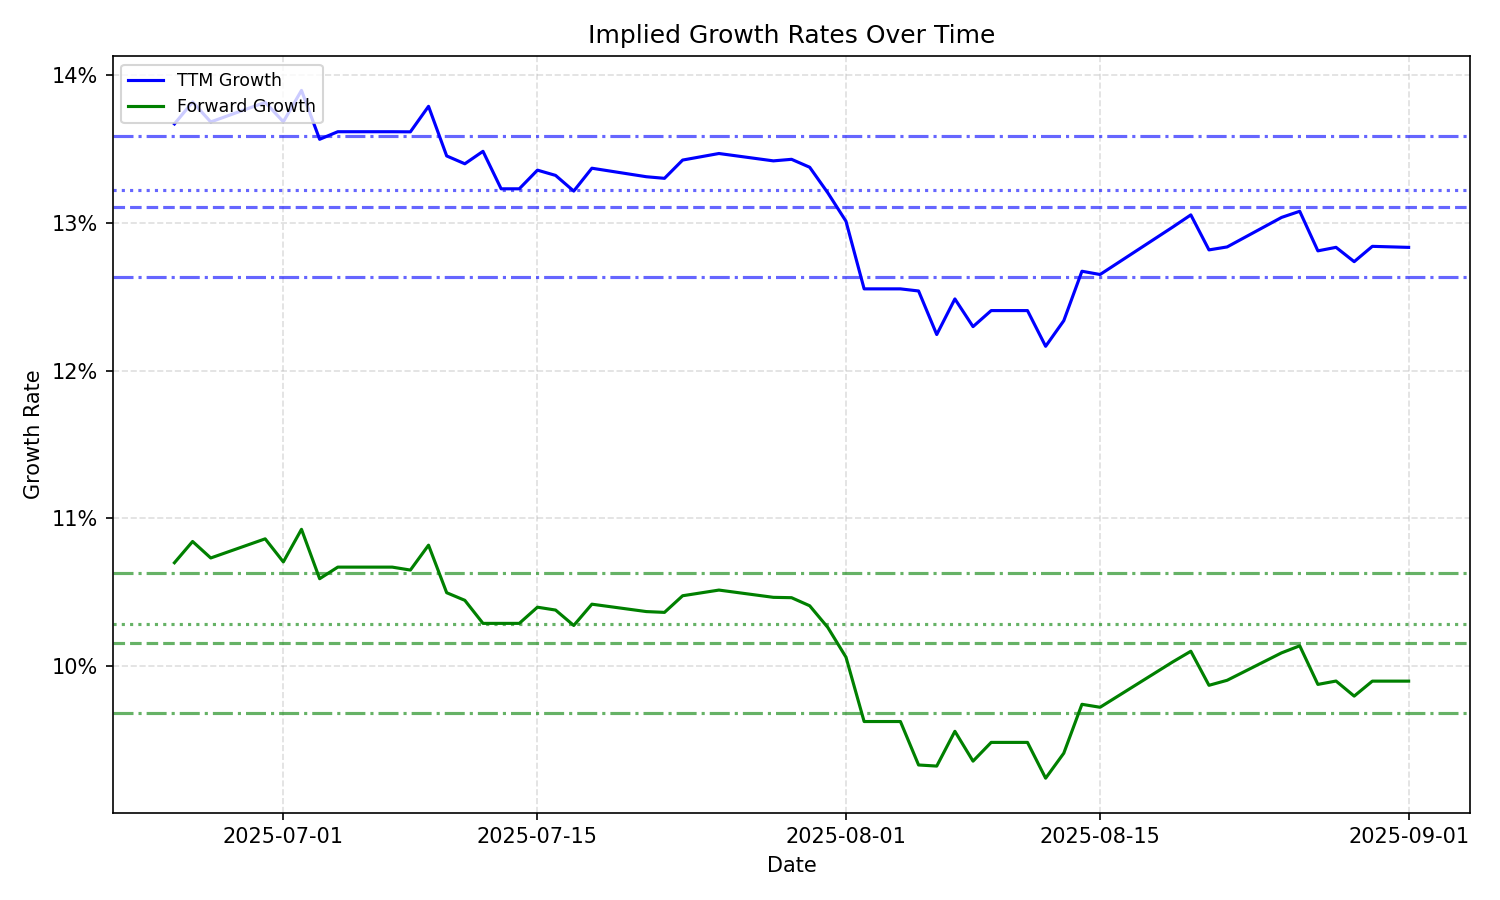 Implied Growth Rates Over Time
TTM Growth
Forward Growth
14%
13%
12%
11%
10%
Growth Rate
2025-07-01
2025-07-15
2025-08-01
2025-08-15
2025-09-01
Date